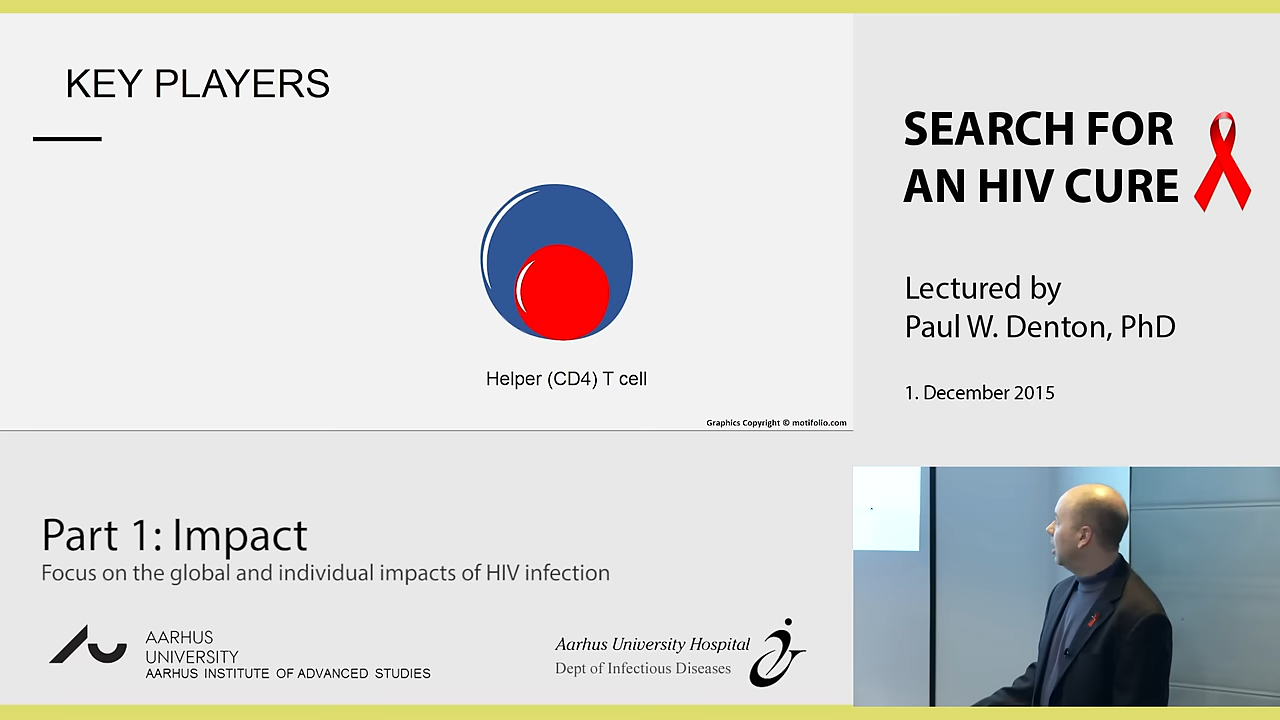 KEY PLAYERS
Helper (CD4) T cell
Graphics Copyright © motifolio.com
SEARCH FOR
AN HIV CURE
Lectured by
Paul W. Denton, PhD
1. December 2015
Part 1: Impact
Focus on the global and individual impacts of HIV infection
AARHUS
UNIVERSITY
AARHUS INSTITUTE OF ADVANCED STUDIES
Aarhus University Hospital
Dept of Infectious Diseases